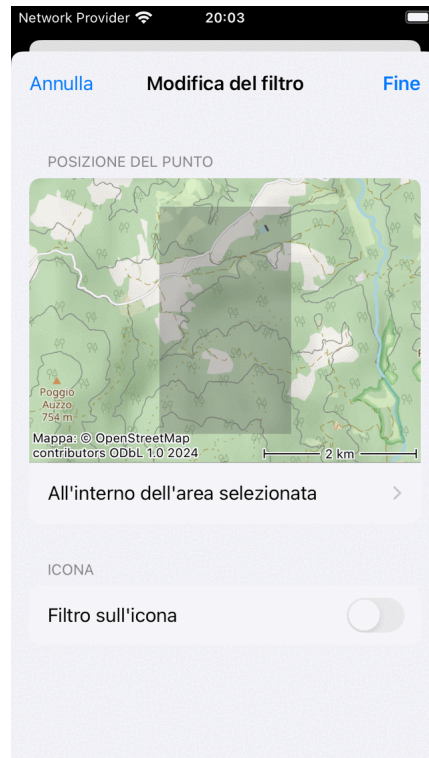 Network Provider 20:03
Annulla Modifica del filtro Fine
POSIZIONE DEL PUNTO
Poggio
Auzzo
754 m
Mappa: © OpenStreetMap
contributors ODbL 1.0 2024
2 km
All'interno dell'area selezionata
ICONA
Filtro sull'icona